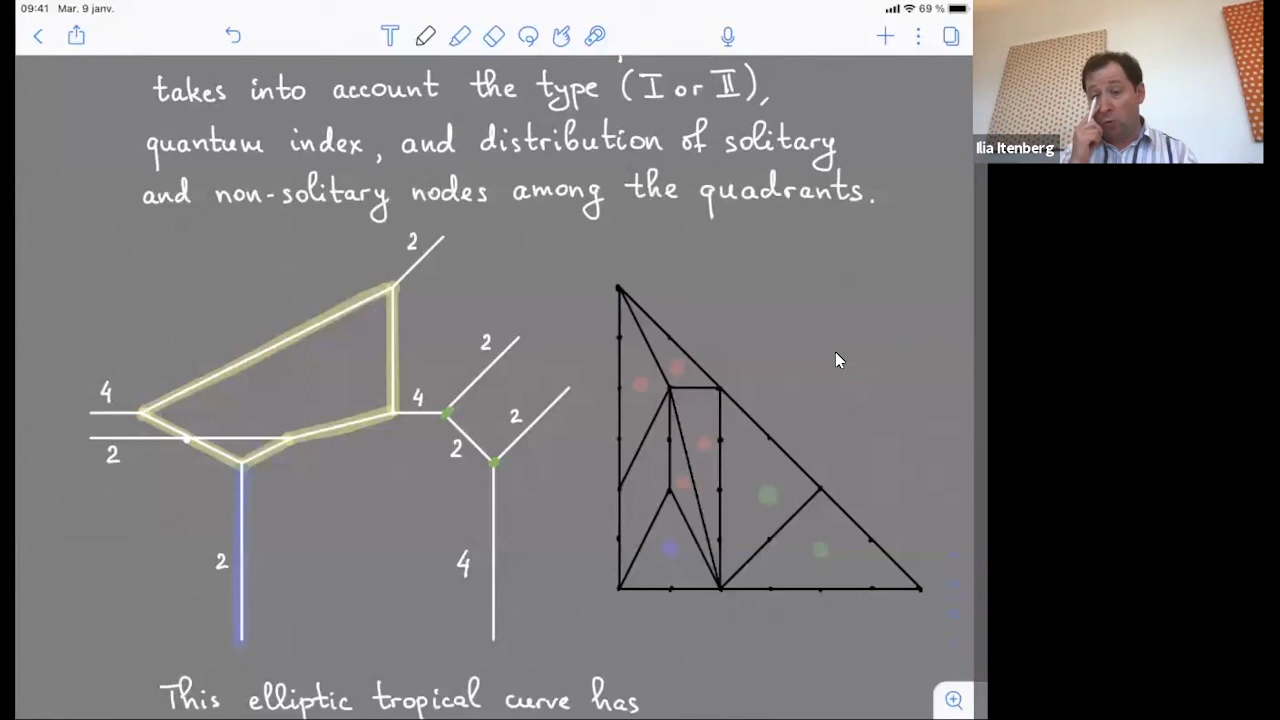 09:41 Mar. 9 janv. 69 %
takes into account the type (I or II),
quantum index, and distribution of solitary
and non-solitary nodes among the quadrants.
Ilia Itenberg
2
2
4
4
2
2
2
2
4
This elliptic tropical curve has